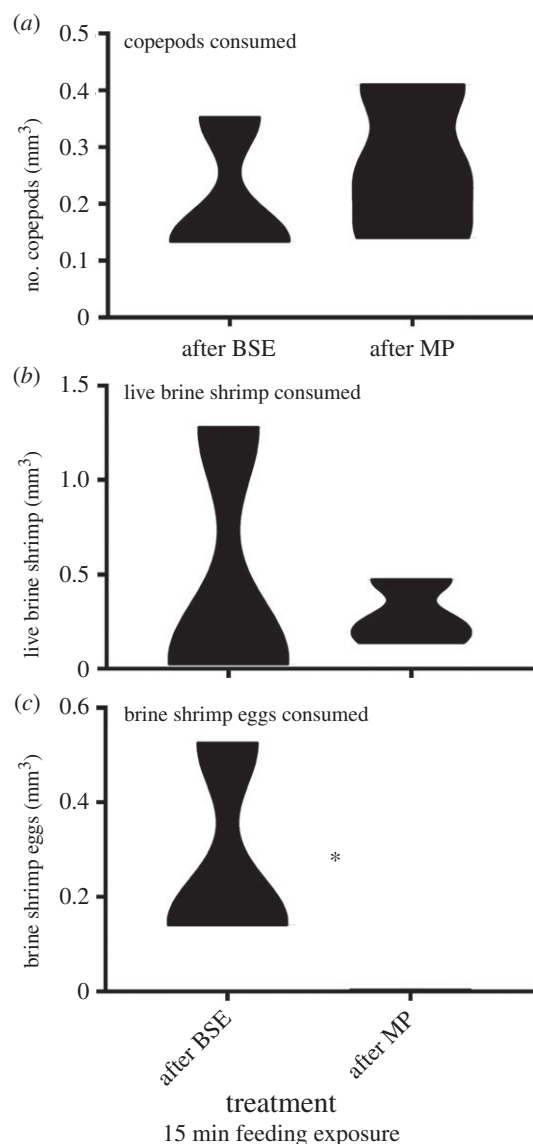 (a)
copepods consumed
no. copepods (mm³)
0.5
0.4
0.3
0.2
0.1
0
after BSE
after MP
(b)
live brine shrimp consumed
live brine shrimp (mm³)
1.5
1.0
0.5
0
(c)
brine shrimp eggs consumed
brine shrimp eggs (mm³)
0.6
0.4
0.2
0
*
after BSE
after MP
treatment
15 min feeding exposure